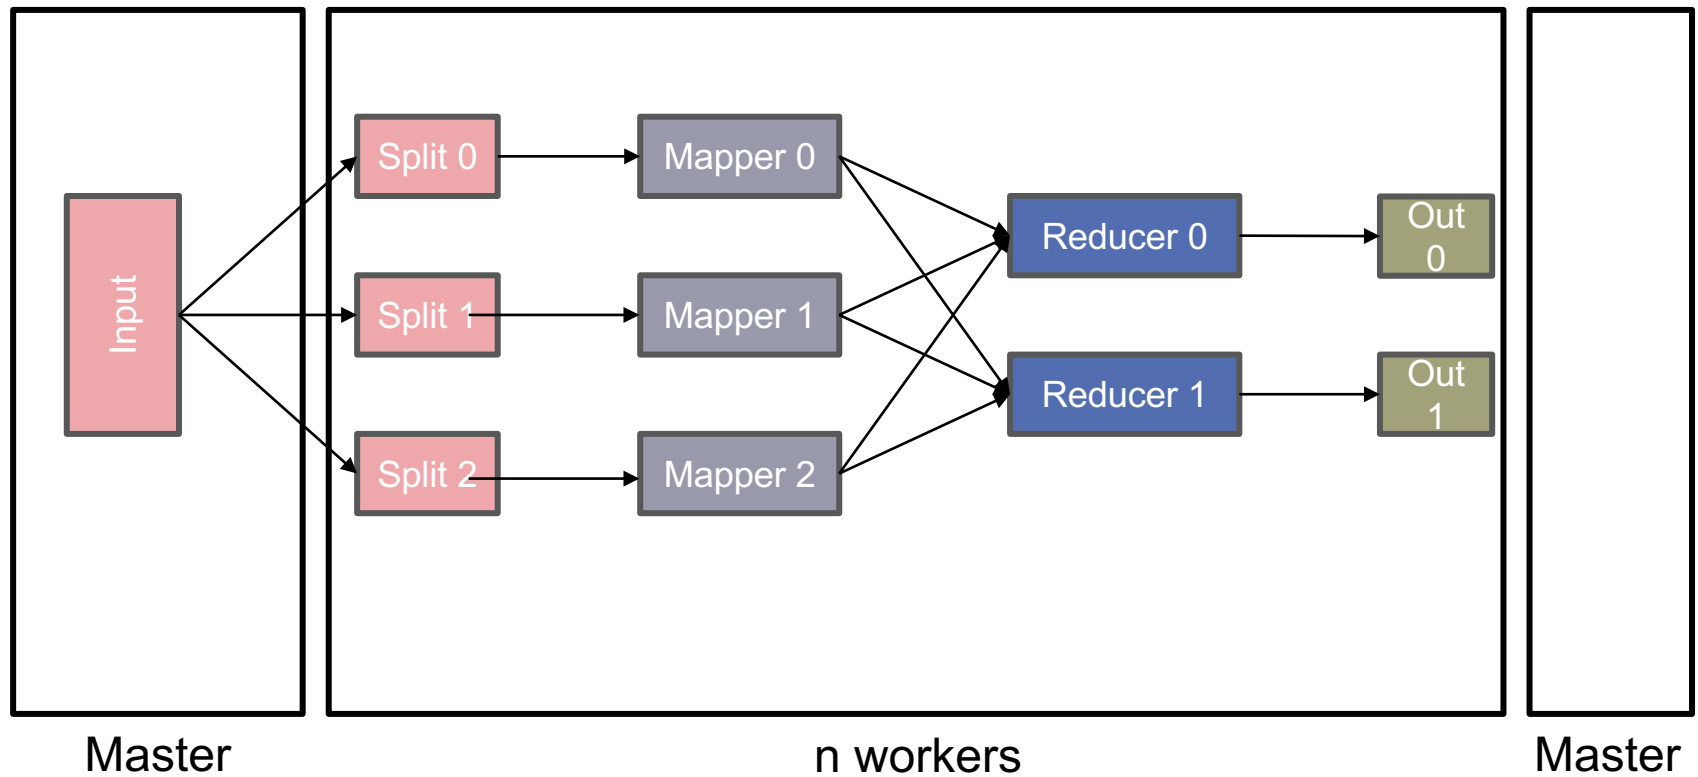 Input
Split 0
Split 1
Split 2
Mapper 0
Mapper 1
Mapper 2
Reducer 0
Reducer 1
Out
0
Out
1
Master
n workers
Master